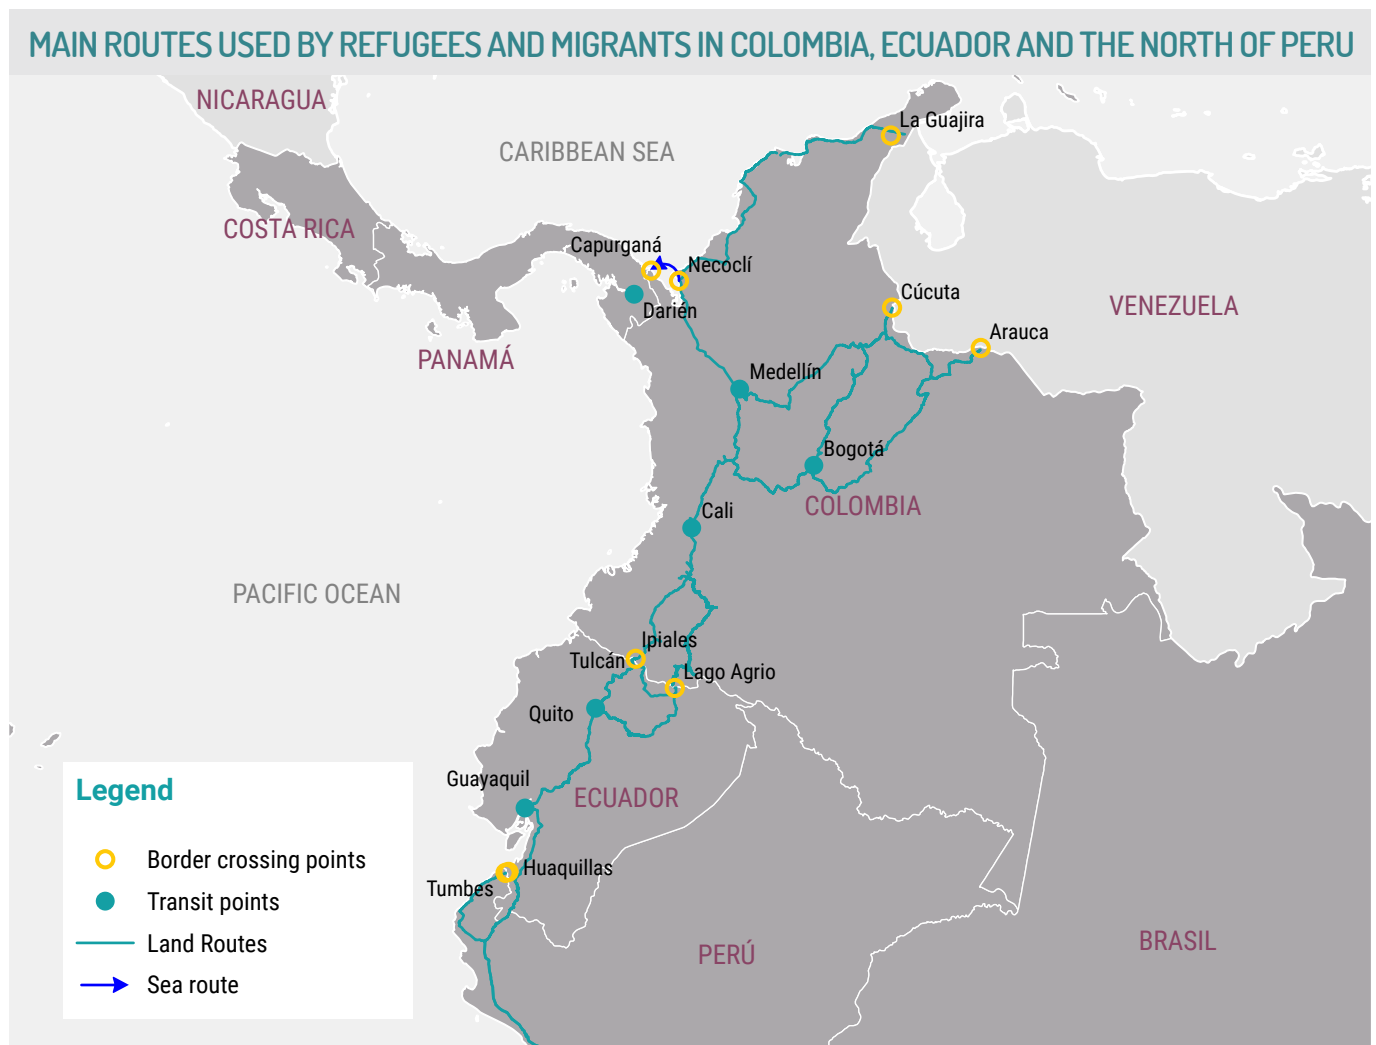 MAIN ROUTES USED BY REFUGEES AND MIGRANTS IN COLOMBIA, ECUADOR AND THE NORTH OF PERU
NICARAGUA
La Guajira
CARIBBEAN SEA
COSTA RICA
Capurganá
Necoclí
Cúcuta
Darién
VENEZUELA
Arauca
PANAMÁ
Medellín
Bogotá
COLOMBIA
Cali
PACIFIC OCEAN
Ipiales
Tulcán
Lago Agrio
Quito
Guayaquil
ECUADOR
Huaquillas
Tumbes
PERÚ
BRASIL
Legend
Border crossing points
Transit points
Land Routes
Sea route